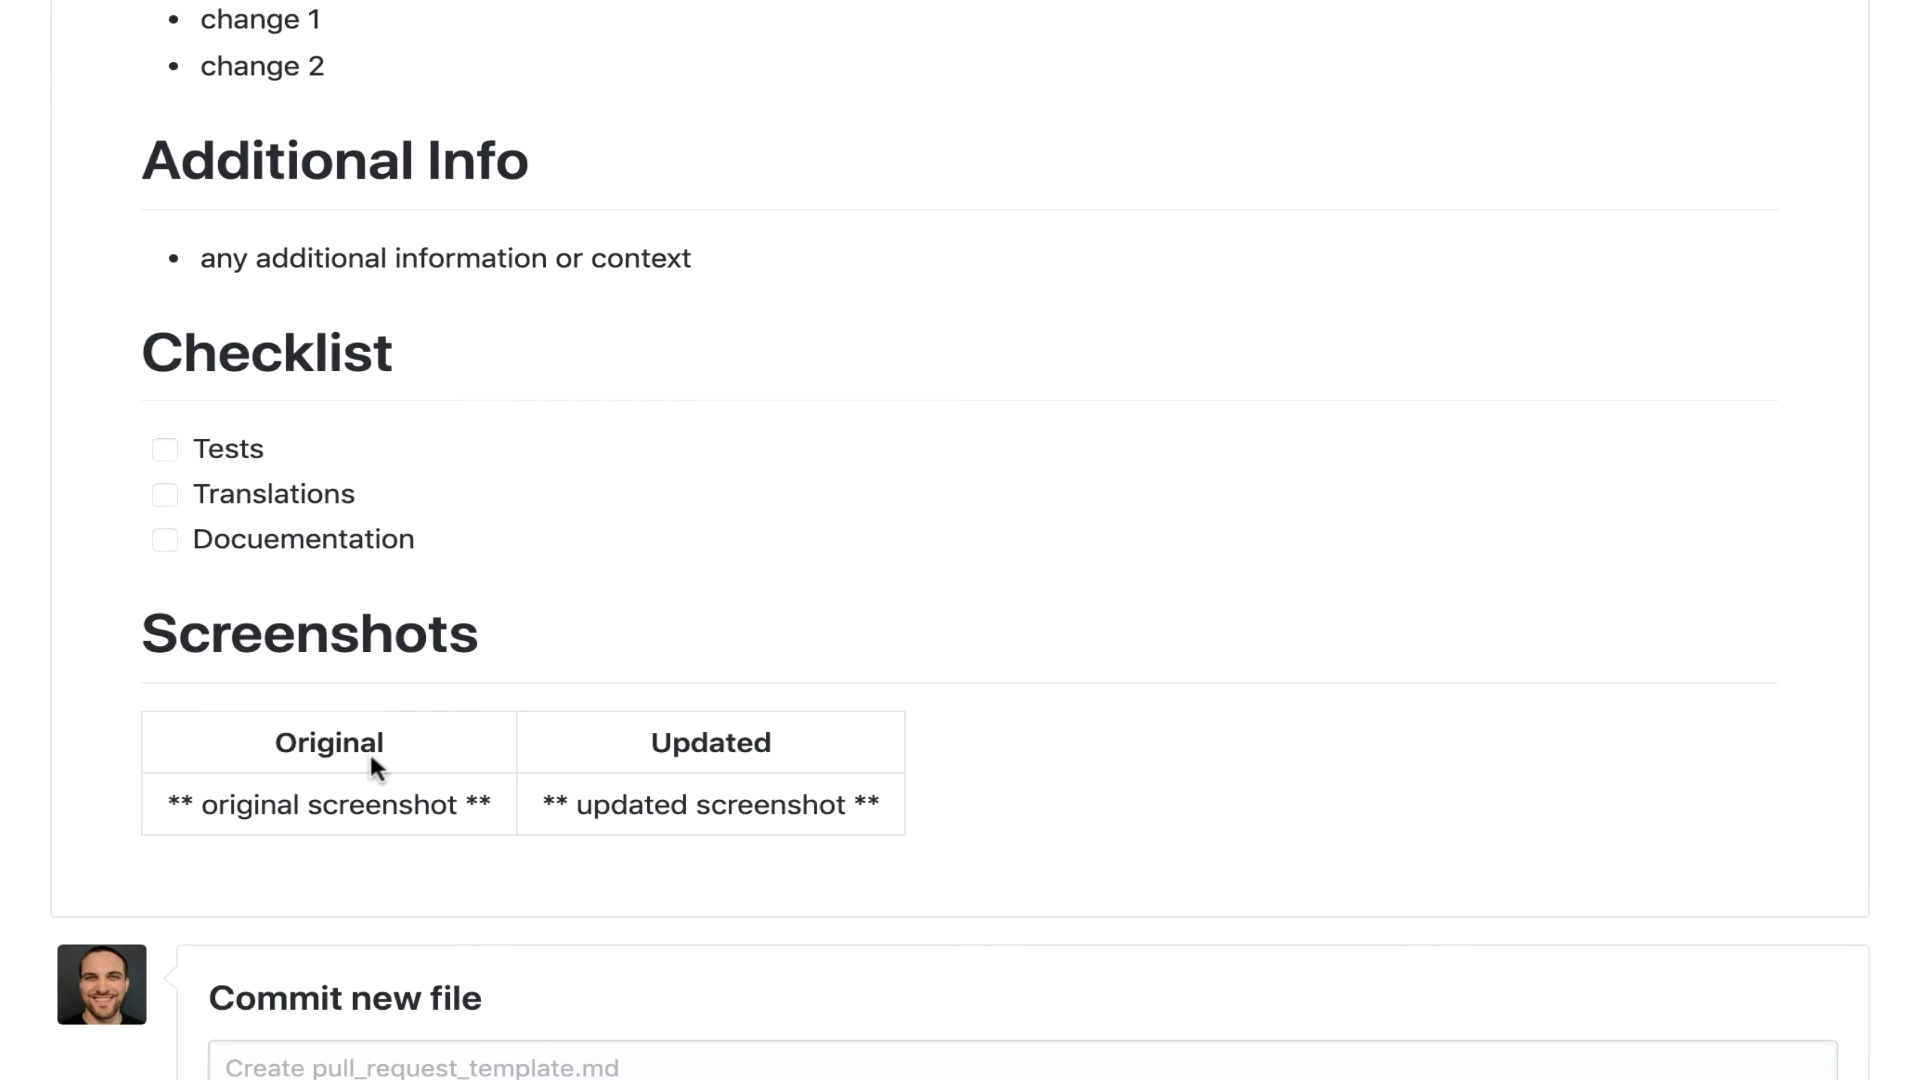 • change 1
• change 2
Additional Info
• any additional information or context
Checklist
Tests
Translations
Docuementation
Screenshots
Original Updated
** original screenshot ** ** updated screenshot **
Commit new file
Create pull_request_template.md